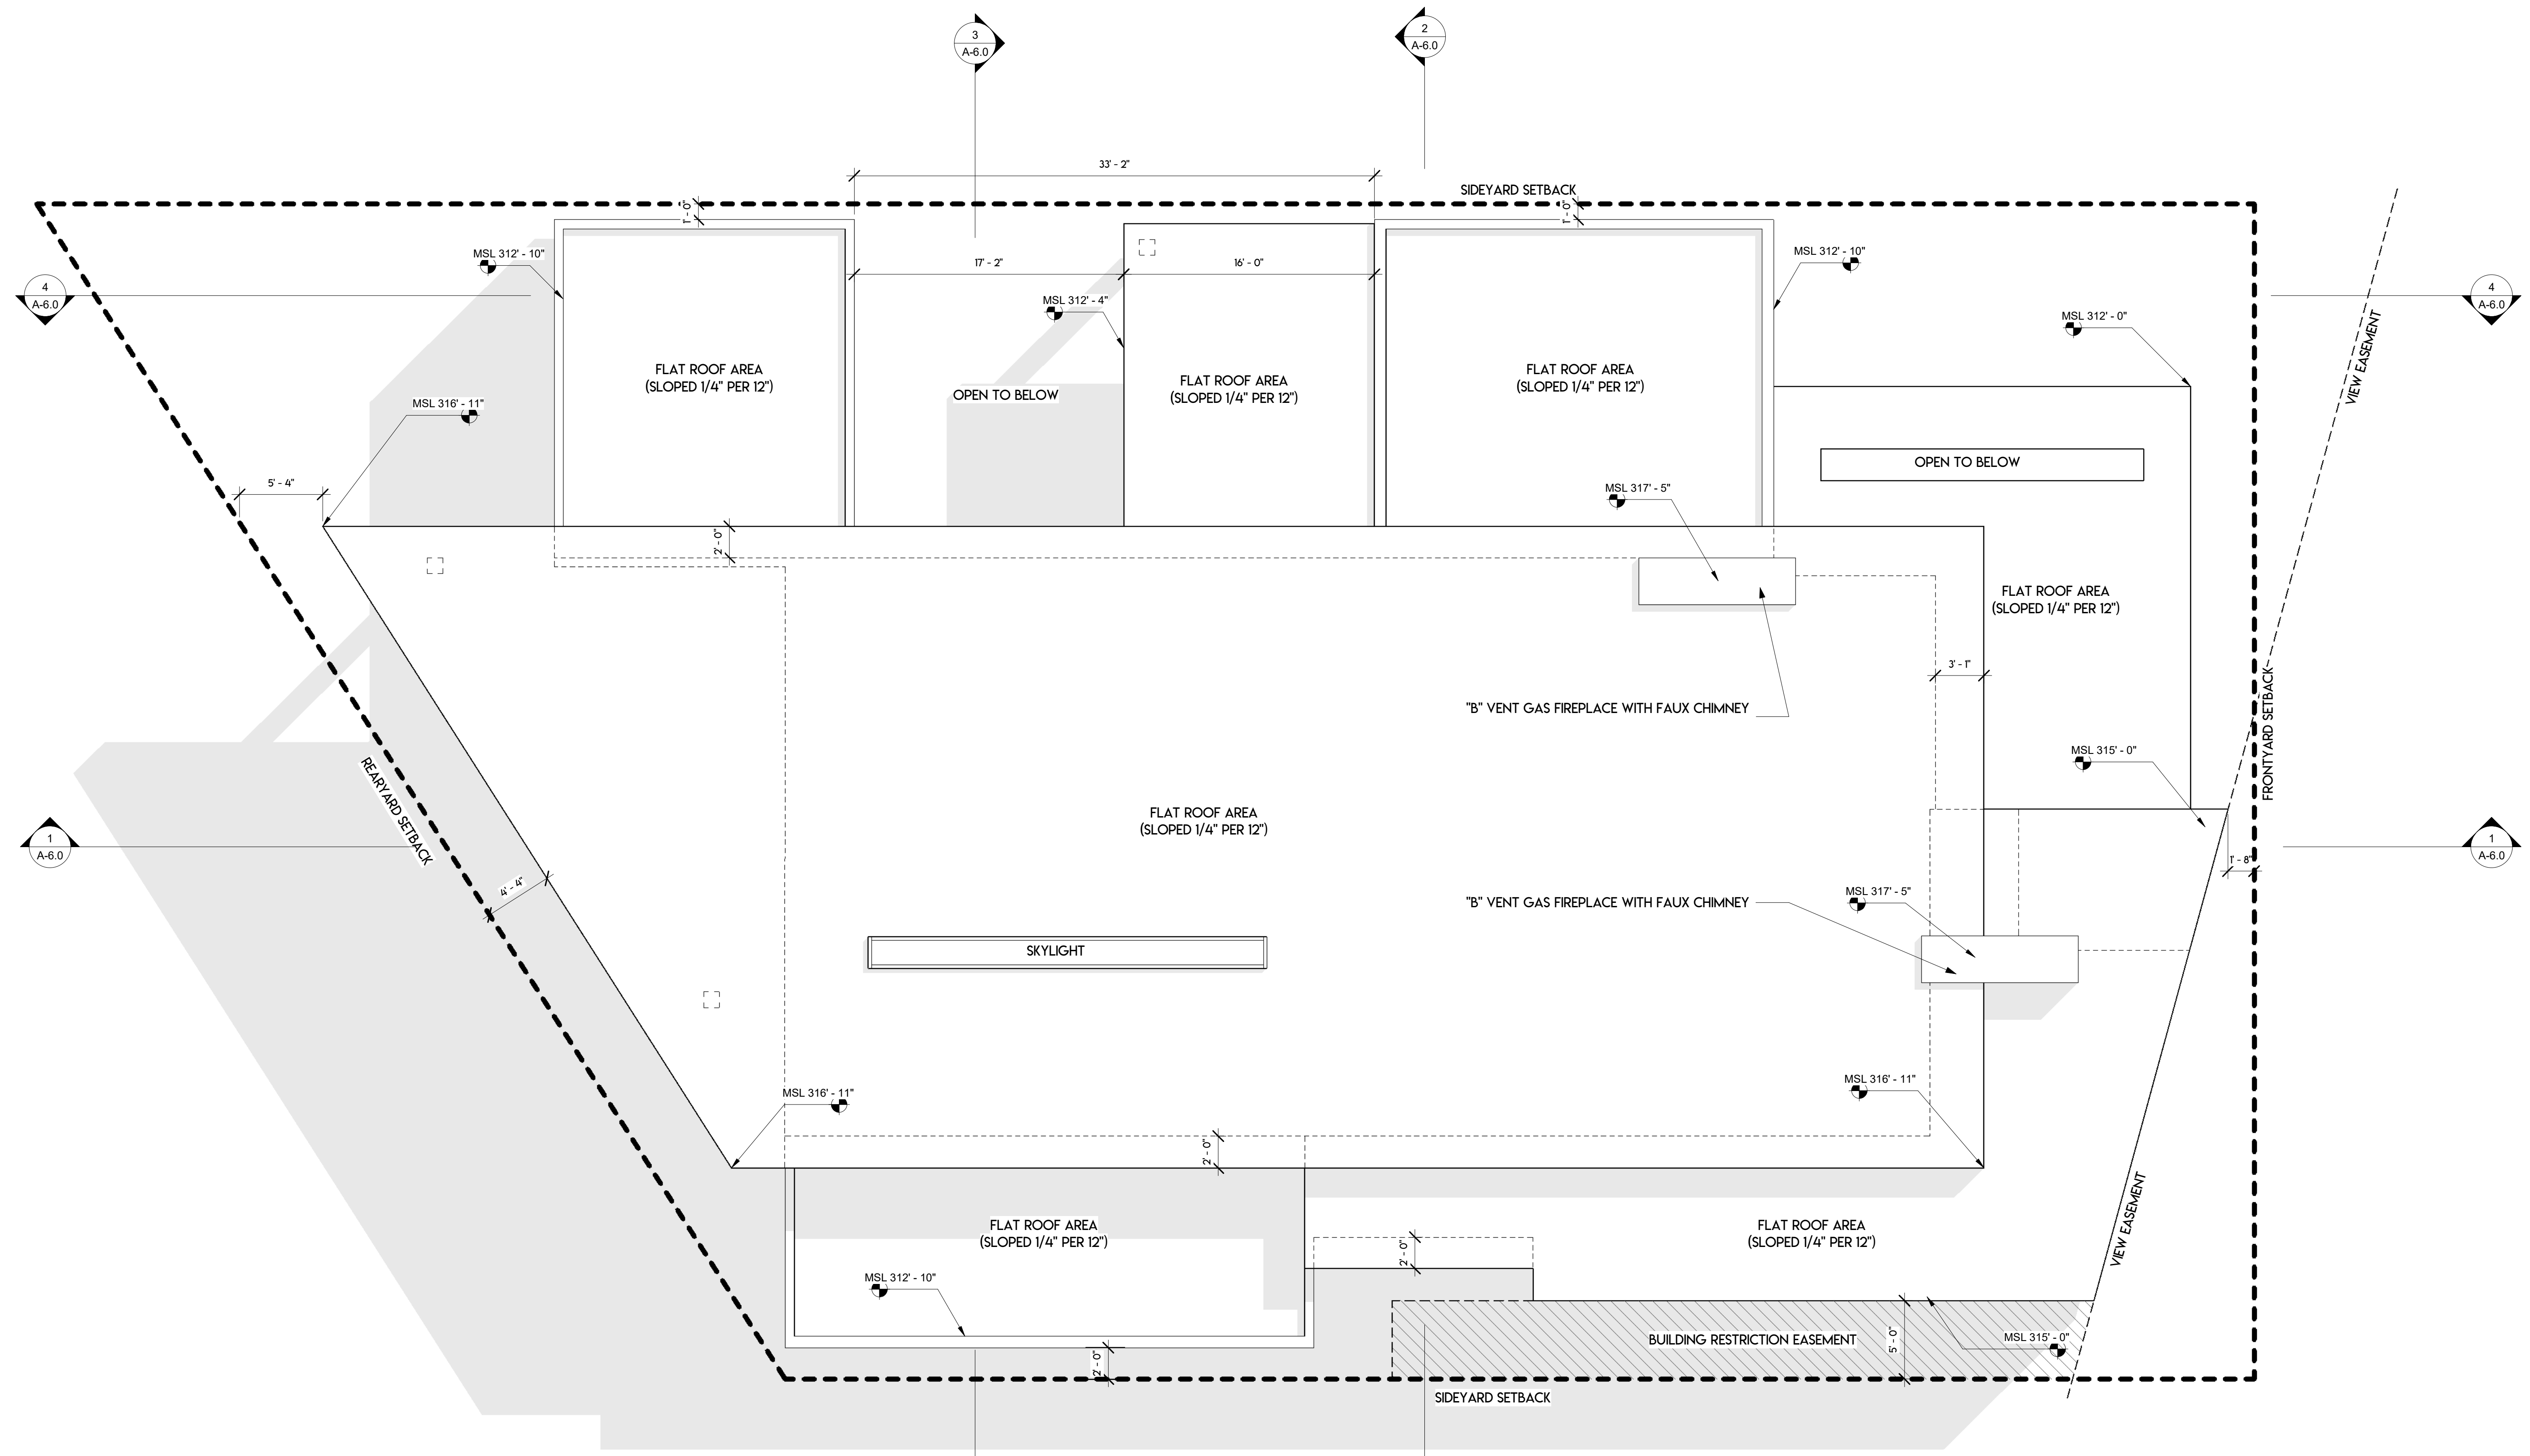 3
A-6.0
2
A-6.0
33' - 2"
SIDEYARD SETBACK
1' - 0"
1' - 0"
MSL 312' - 10"
17' - 2"
16' - 0"
MSL 312' - 10"
4
A-6.0
4
A-6.0
MSL 312' - 4"
MSL 312' - 0"
VIEW EASEMENT
FLAT ROOF AREA
(SLOPED 1/4" PER 12")
FLAT ROOF AREA
(SLOPED 1/4" PER 12")
FLAT ROOF AREA
(SLOPED 1/4" PER 12")
OPEN TO BELOW
MSL 316' - 11"
OPEN TO BELOW
5' - 4"
MSL 317' - 5"
2' - 0"
FLAT ROOF AREA
(SLOPED 1/4" PER 12")
3' - 1"
"B" VENT GAS FIREPLACE WITH FAUX CHIMNEY
FRONTYARD SETBACK
MSL 315' - 0"
REARYARD SETBACK
FLAT ROOF AREA
(SLOPED 1/4" PER 12")
1
A-6.0
1
A-6.0
1' - 8"
4' - 4"
MSL 317' - 5"
"B" VENT GAS FIREPLACE WITH FAUX CHIMNEY
SKYLIGHT
MSL 316' - 11"
MSL 316' - 11"
2' - 0"
VIEW EASEMENT
FLAT ROOF AREA
(SLOPED 1/4" PER 12")
FLAT ROOF AREA
(SLOPED 1/4" PER 12")
2' - 0"
MSL 312' - 10"
BUILDING RESTRICTION EASEMENT
5' - 0"
MSL 315' - 0"
2' - 0"
SIDEYARD SETBACK